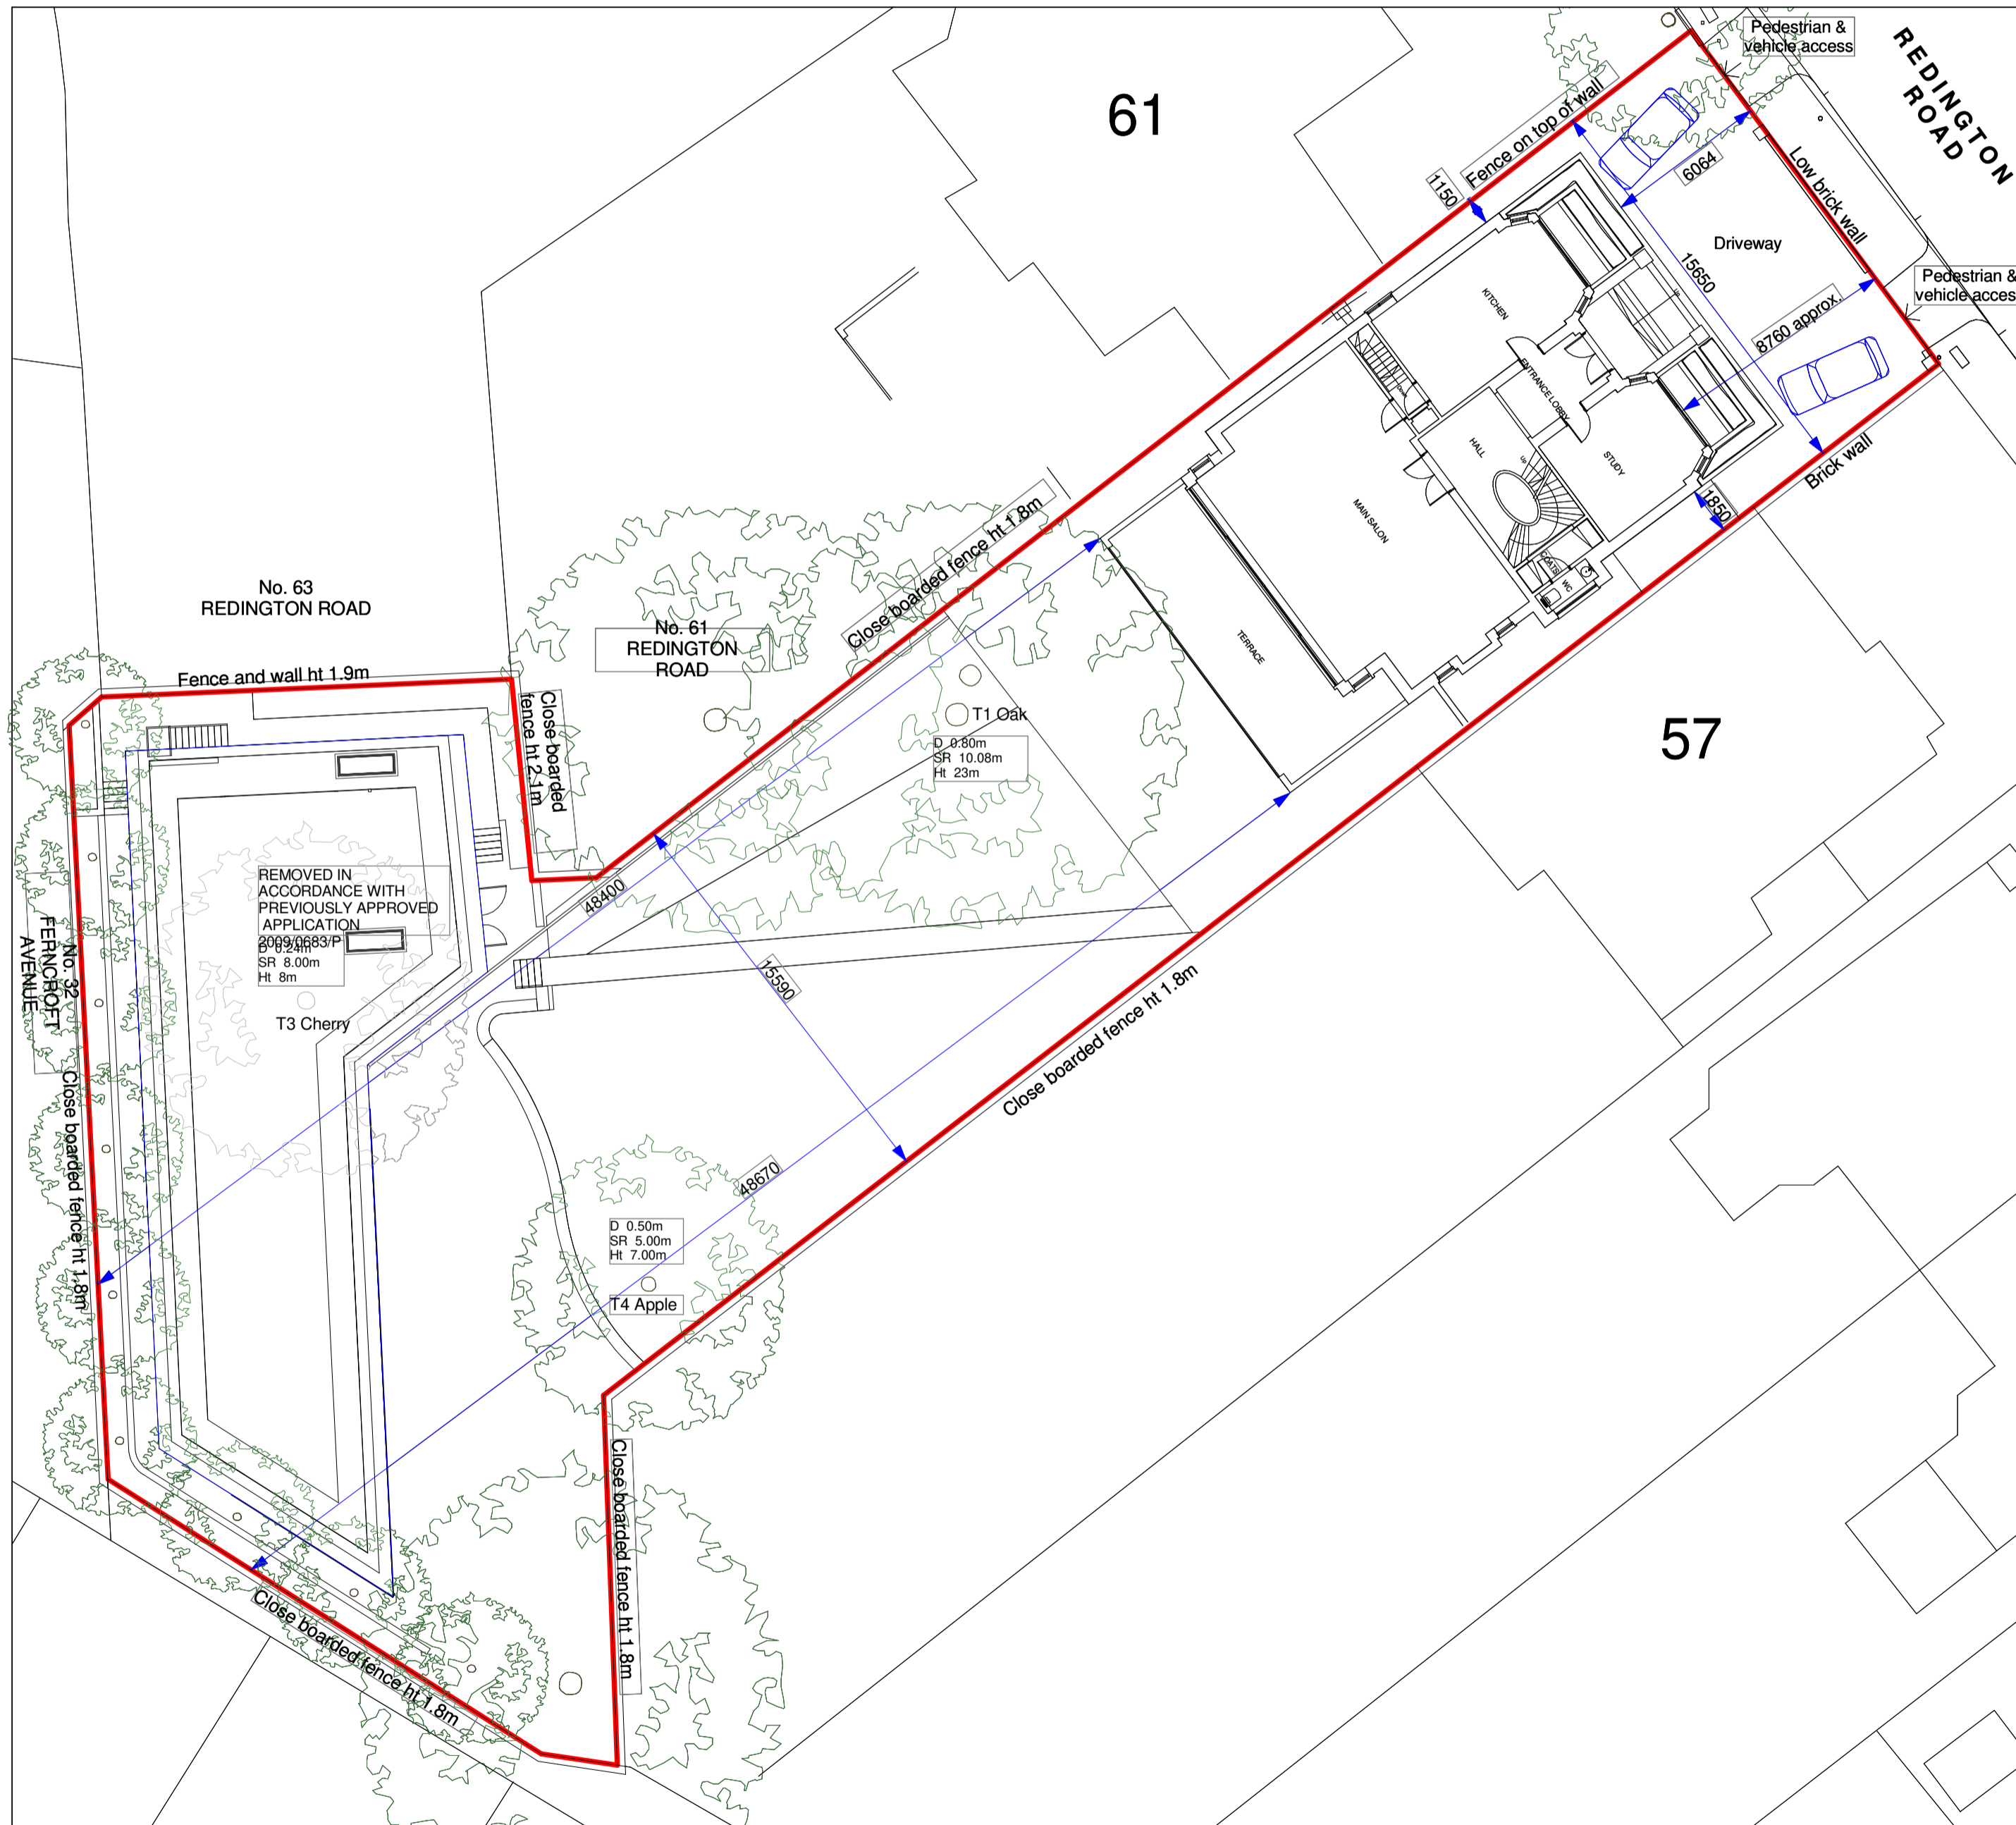 Pedestrian &
vehicle access
REDINGTON
ROAD
61
Fence on top of wall
1150
6064
Low brick wall
Driveway
15650
Pedestrian &
vehicle acces
8760 approx.
KITCHEN
ENTRANCE LOBBY
HALL
Up
STUDY
Brick wall
1850
MAIN SALON
COATS
WC
TERRACE
Close boarded fence ht 1.8m
No. 63
REDINGTON ROAD
No. 61
REDINGTON
ROAD
Fence and wall ht 1.9m
Close boarded
fence ht 2.1m
T1 Oak
D 0.80m
SR 10.08m
Ht 23m
57
48400
REMOVED IN
ACCORDANCE WITH
PREVIOUSLY APPROVED
APPLICATION
2009/0683/P
D 0.24m
SR 8.00m
Ht 8m
T3 Cherry
No. 32
FERNCROFT
AVENUE
15590
Close boarded fence ht 1.8m
Close boarded fence ht 1.8m
48670
D 0.50m
SR 5.00m
Ht 7.00m
T4 Apple
Close boarded fence ht 1.8m
Close boarded fence ht 1.8m